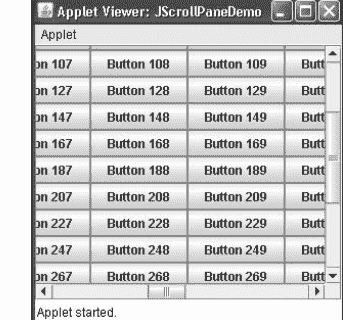 Applet Viewer: JScrollPaneDemo
Applet
on 107 Button 108 Button 109 Butt
on 127 Button 128 Button 129 Butt
on 147 Button 148 Button 149 Butt
on 167 Button 168 Button 169 Butt
on 187 Button 188 Button 189 Butt
on 207 Button 208 Button 209 Butt
on 227 Button 228 Button 229 Butt
on 247 Button 248 Button 249 Butt
on 267 Button 268 Button 269 Butt
Applet started.